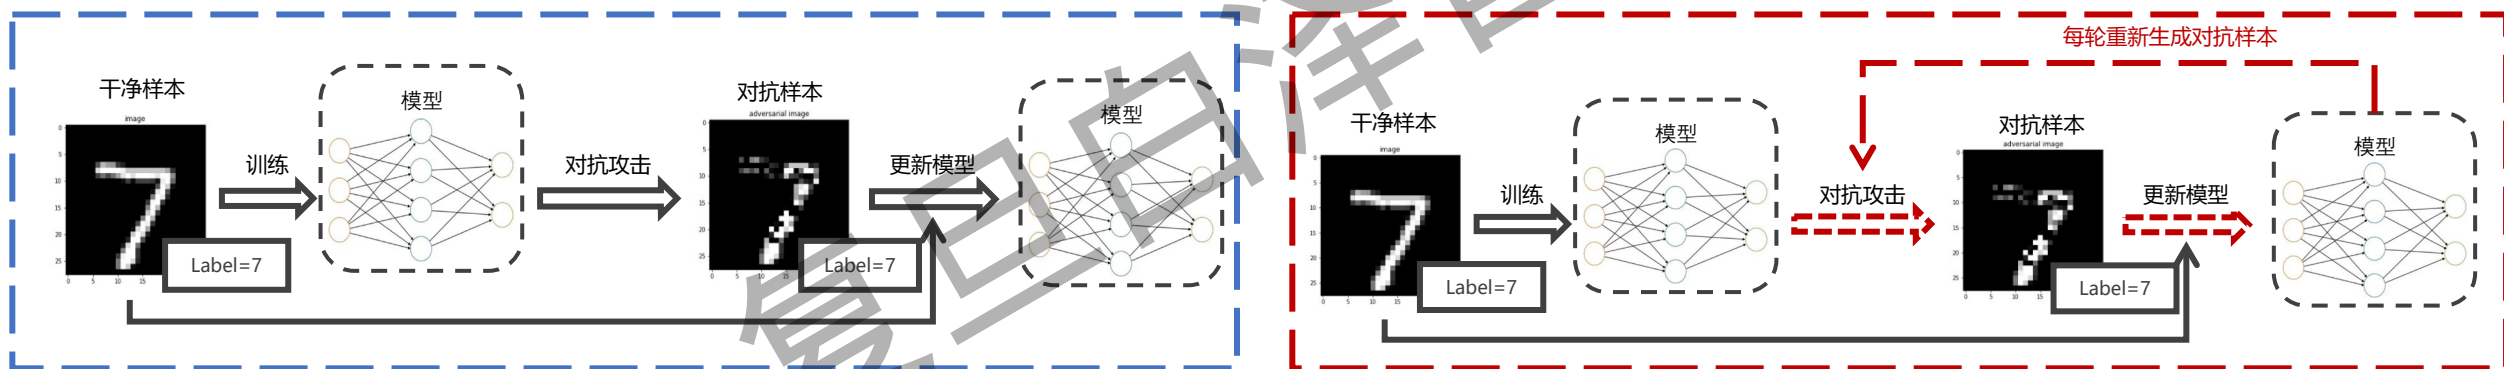 干净样本
image
训练
模型
对抗攻击
对抗样本
adversarial image
更新模型
模型
Label=7
Label=7
每轮重新生成对抗样本
干净样本
image
训练
模型
对抗攻击
对抗样本
adversarial image
更新模型
模型
Label=7
Label=7